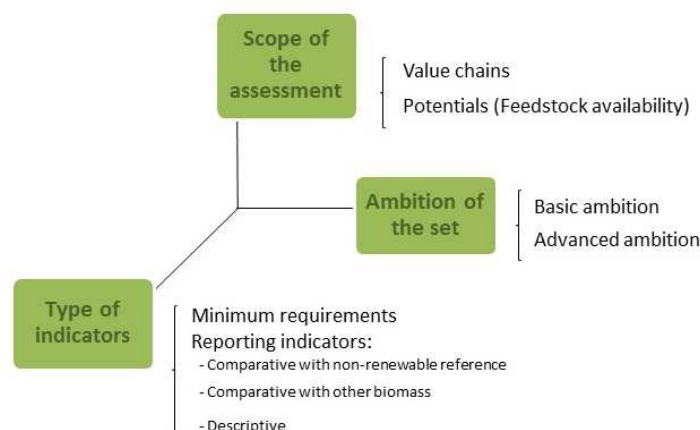 Scope of
the
assessment
Value chains
Potentials (Feedstock availability)
Ambition of
the set
Basic ambition
Advanced ambition
Type of
indicators
Minimum requirements
Reporting indicators:
- Comparative with non-renewable reference
- Comparative with other biomass
- Descriptive